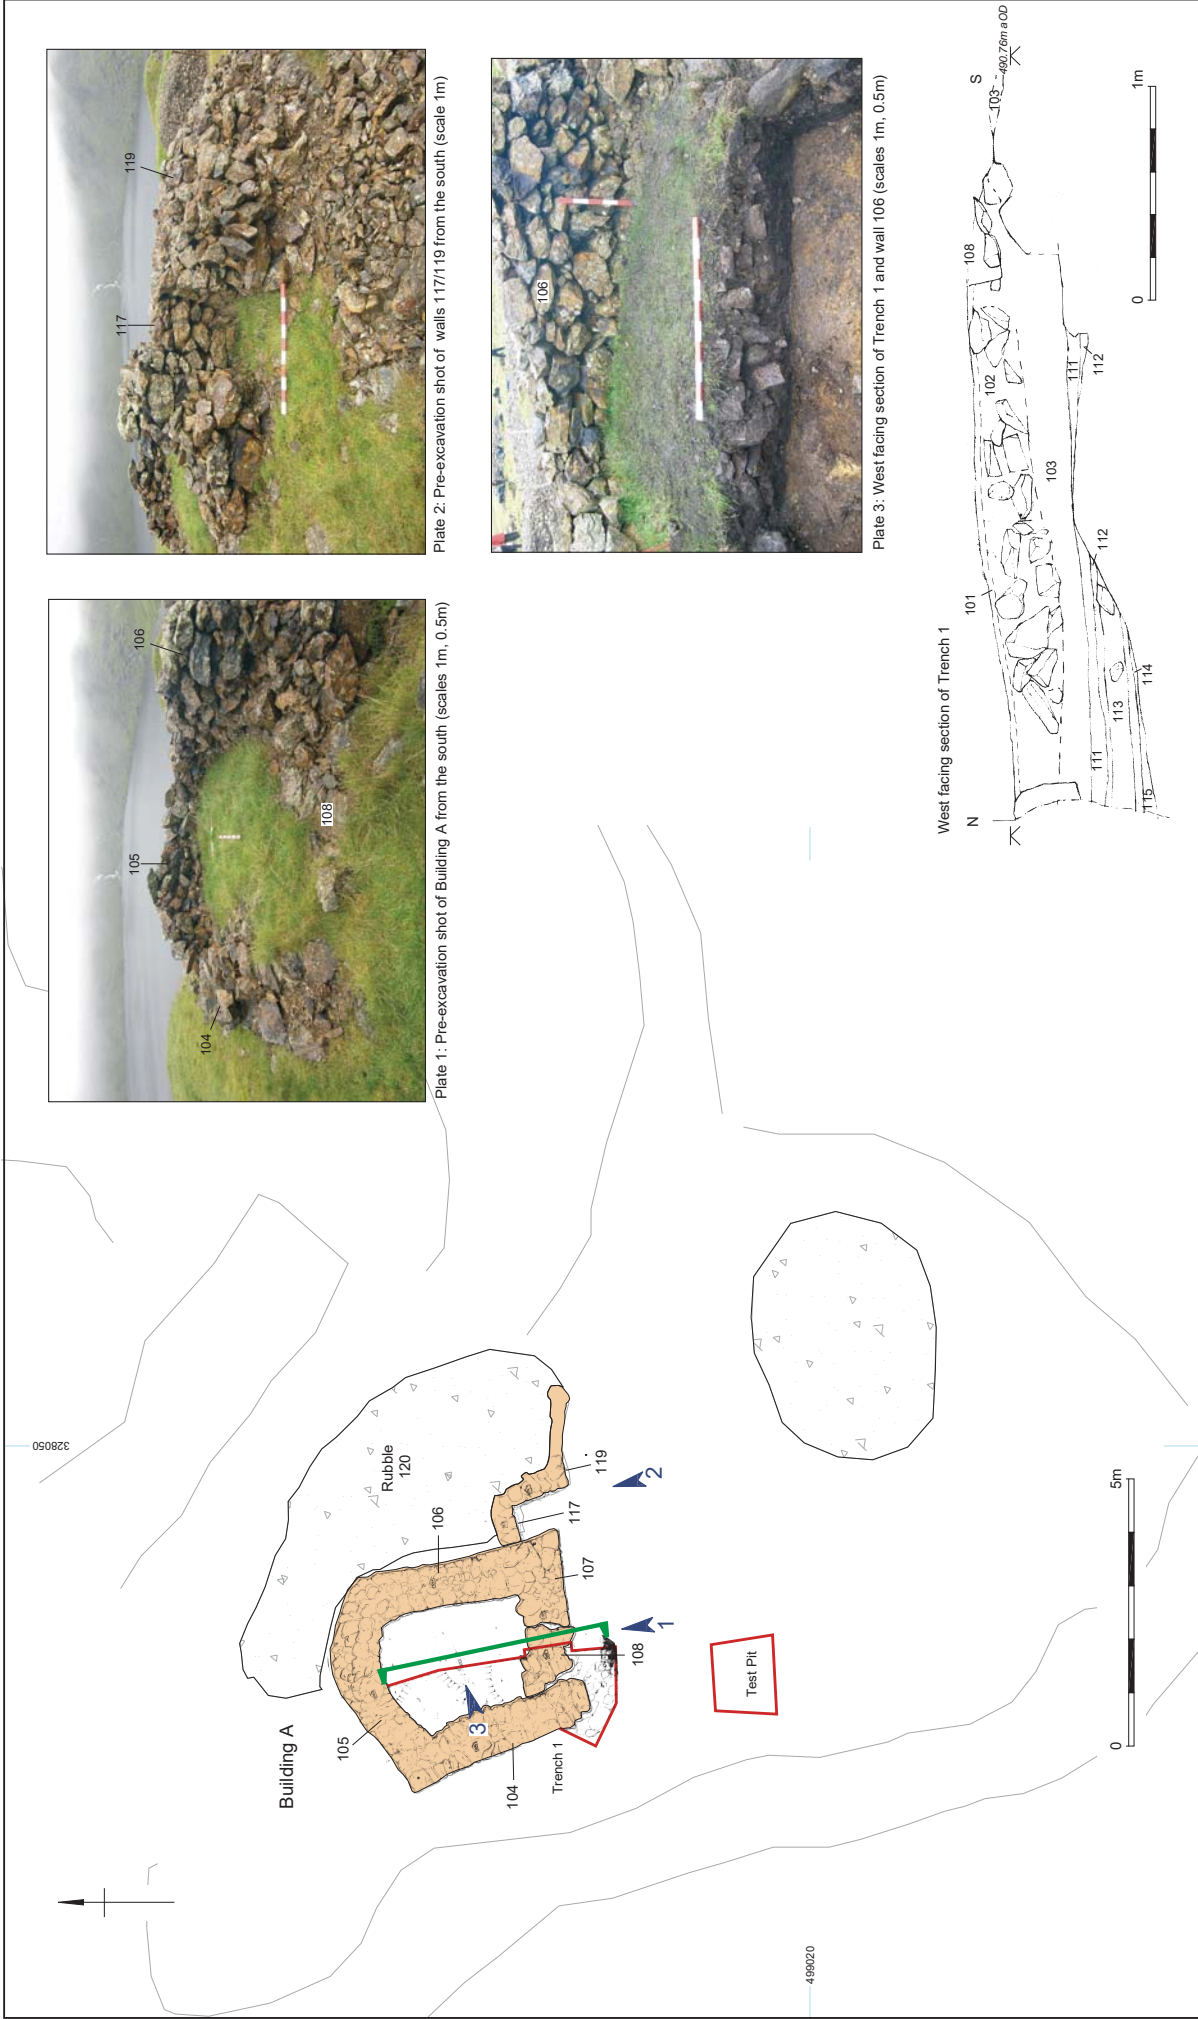 Building A
105
104
Trench 1
3
108
1
107
106
117
119
2
Rubble
120
328050
499020
Test Pit
0
5m
104
105
108
106
Plate 1: Pre-excavation shot of Building A from the south (scales 1m, 0.5m)
117
119
Plate 2: Pre-excavation shot of walls 117/119 from the south (scale 1m)
106
Plate 3: West facing section of Trench 1 and wall 106 (scales 1m, 0.5m)
West facing section of Trench 1
N
S
490.76m aOD
101
102
108
103
103
111
111
112
112
113
114
115
0
1m